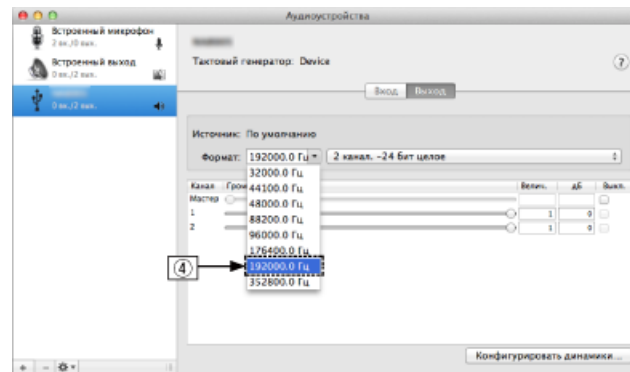 Аудиоустройства
Встроенный микрофон
2 вх./0 вых.
Встроенный выход
0 вх./2 вых.
0 вх./2 вых.
Тактовый генератор: Device
?
Вход Выход
Источник: По умолчанию
Формат: 192000.0 Гц 2 канал. -24 бит целое
32000.0 Гц
44100.0 Гц
48000.0 Гц
88200.0 Гц
96000.0 Гц
176400.0 Гц
192000.0 Гц
352800.0 Гц
④
Канал Гром Велич. дБ Выкл.
Мастер
1 1 0
2 1 0
+ −
Конфигурировать динамики...